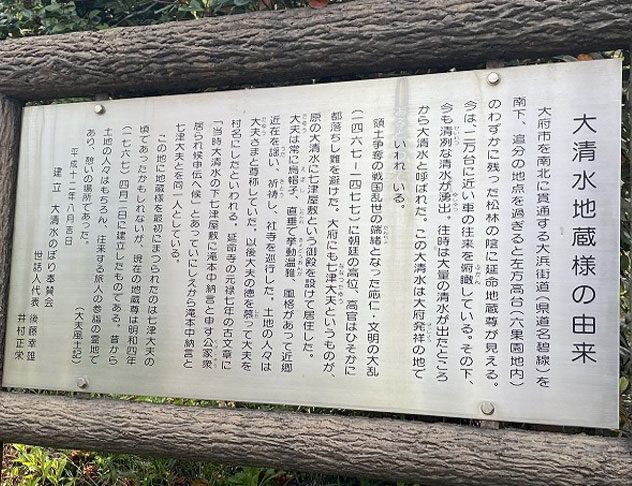 大清水地蔵様の由来
大府市を南北に貫通する大浜街道(県道名碧線)を
南下、追分の地点を過ぎると左方高台(六果園地内)
のわずかに残った松林の陰に延命地蔵尊が見える。
今は、二万台に近い車の往来を俯瞰している。その下、
今も清冽な清水が湧出、往時は大量の清水が出たところ
から大清水と呼ばれた。この大清水は大府発祥の地で
あるといわれている。
領土争奪の戦国乱世の端緒となった応仁・文明の大乱
(一四六七ー一四七七)に朝廷の高位、高官はひそかに
都落ちし難を避けた。大府にも七津大夫というものが、
原の大清水に七津屋敷という御殿を設けて居住した。
大夫は常に烏帽子、直垂で挙動温雅、風格があって近郷
近在を謡い、祈祷し、社寺を巡行した。土地の人々は
大夫さまと尊称していた。以後大夫の徳を慕って大夫を
村名にしたといわれる。延命寺の元禄七年の古文章に
「当時大清水の下七津屋敷に滝本中納言と申す公家衆
居られ候申伝へ候」とあっていにしえから滝本中納言と
七津大夫とを同一人としている。
この地に地蔵様を最初にまつられたのは七津大夫の
頃であったかもしれないが、現在の地蔵尊は明和四年
(一七六七)四月二日に建立したものである。昔から
土地の人々はもちろん、往来する旅人の参詣の霊地で
あり、憩いの場所であった。
(大夫風土記)
平成十二年八月吉日
建立 大清水のぼり奉賛会
世話人代表 後藤幸雄
井村正栄